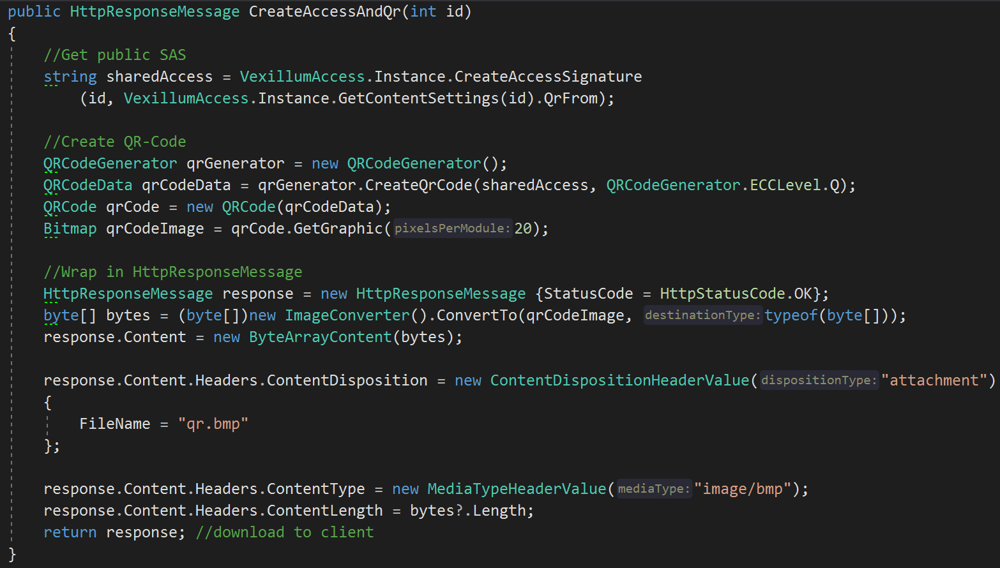 public HttpResponseMessage CreateAccessAndQr(int id)
{
    //Get public SAS
    string sharedAccess = VexillumAccess.Instance.CreateAccessSignature
        (id, VexillumAccess.Instance.GetContentSettings(id).QrFrom);

    //Create QR-Code
    QRCodeGenerator qrGenerator = new QRCodeGenerator();
    QRCodeData qrCodeData = qrGenerator.CreateQrCode(sharedAccess, QRCodeGenerator.ECCLevel.Q);
    QRCode qrCode = new QRCode(qrCodeData);
    Bitmap qrCodeImage = qrCode.GetGraphic(pixelsPerModule:20);

    //Wrap in HttpResponseMessage
    HttpResponseMessage response = new HttpResponseMessage {StatusCode = HttpStatusCode.OK};
    byte[] bytes = (byte[])new ImageConverter().ConvertTo(qrCodeImage, destinationType:typeof(byte[]));
    response.Content = new ByteArrayContent(bytes);

    response.Content.Headers.ContentDisposition = new ContentDispositionHeaderValue(dispositionType:"attachment")
    {
        FileName = "qr.bmp"
    };

    response.Content.Headers.ContentType = new MediaTypeHeaderValue(mediaType:"image/bmp");
    response.Content.Headers.ContentLength = bytes?.Length;
    return response; //download to client
}